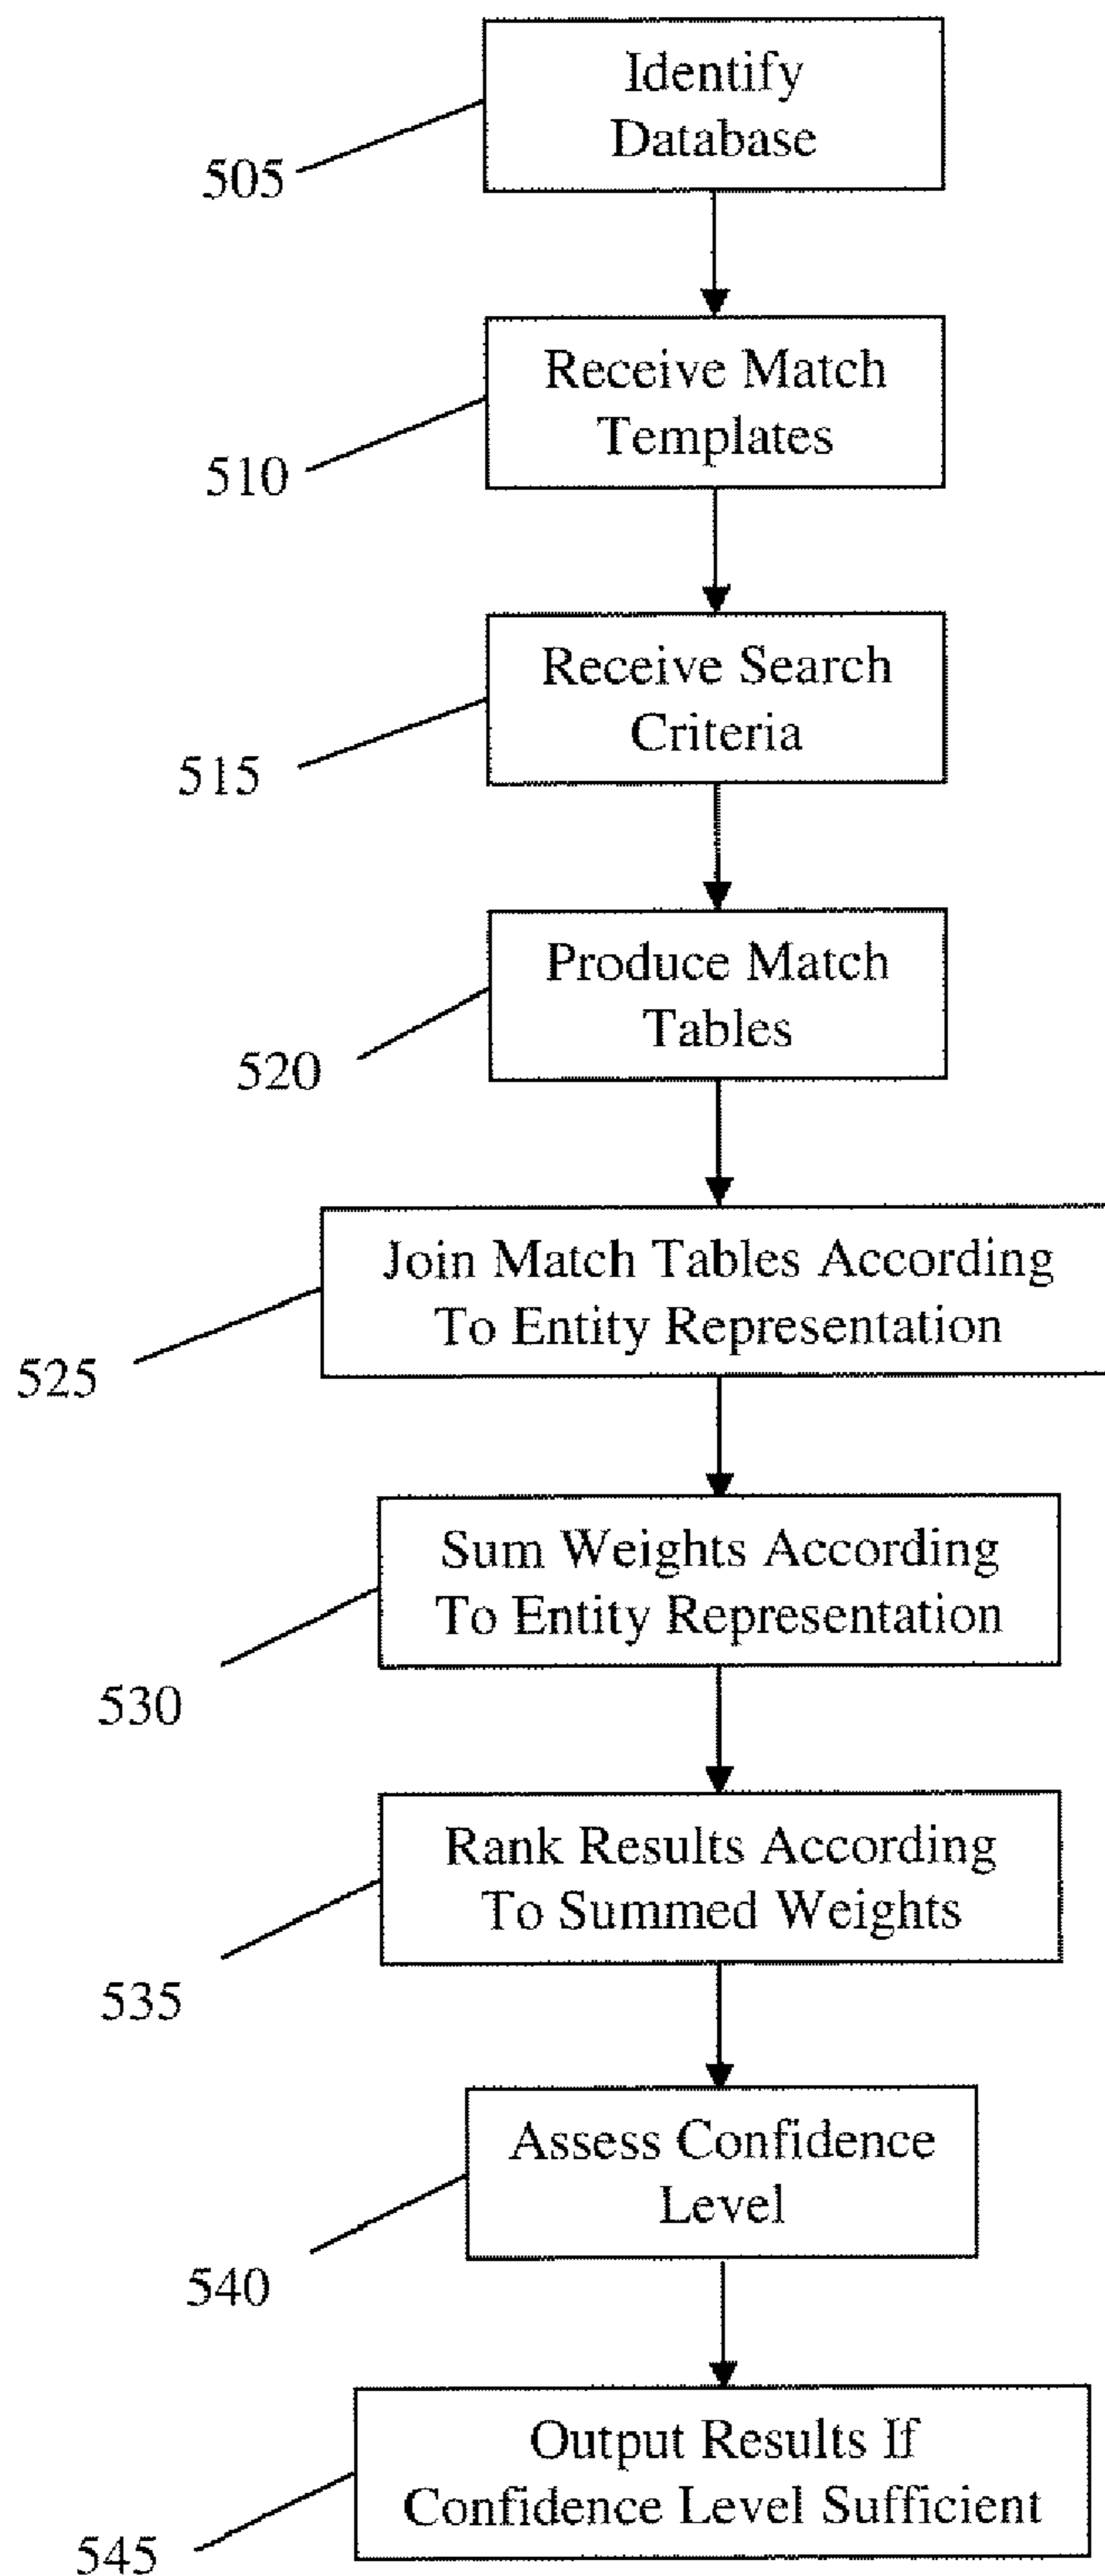 Identify
Database
505
Receive Match
Templates
510
Receive Search
Criteria
515
Produce Match
Tables
520
Join Match Tables According
To Entity Representation
525
Sum Weights According
To Entity Representation
530
Rank Results According
To Summed Weights
535
Assess Confidence
Level
540
Output Results If
Confidence Level Sufficient
545